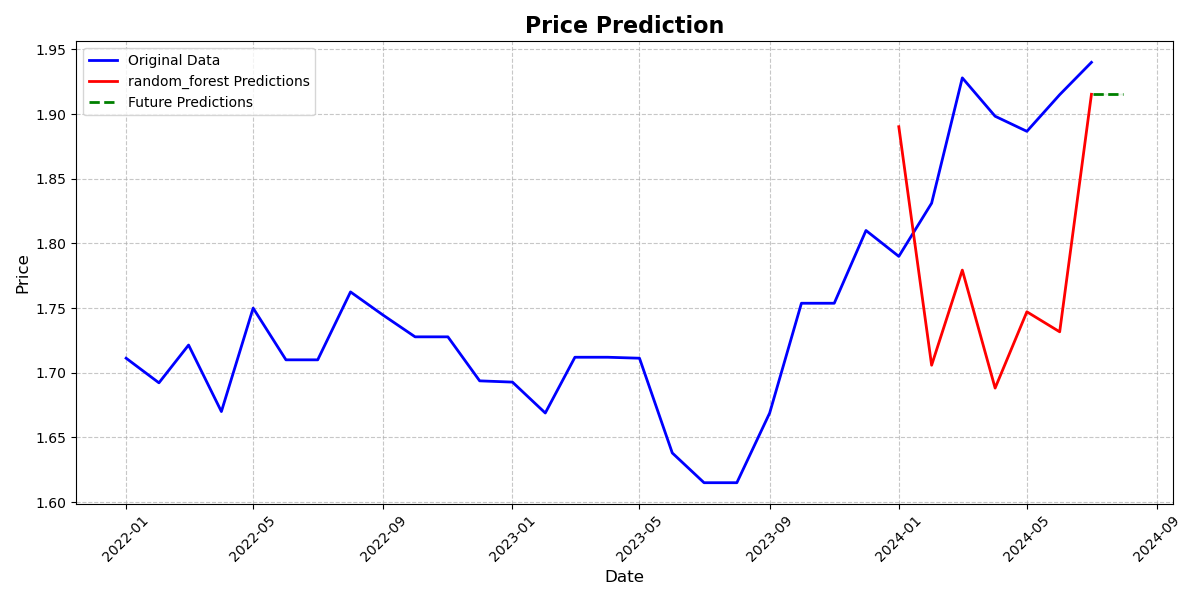 Price Prediction
Original Data
random_forest Predictions
Future Predictions
Price
1.95
1.90
1.85
1.80
1.75
1.70
1.65
1.60
2022-01
2022-05
2022-09
2023-01
2023-05
2023-09
2024-01
2024-05
2024-09
Date